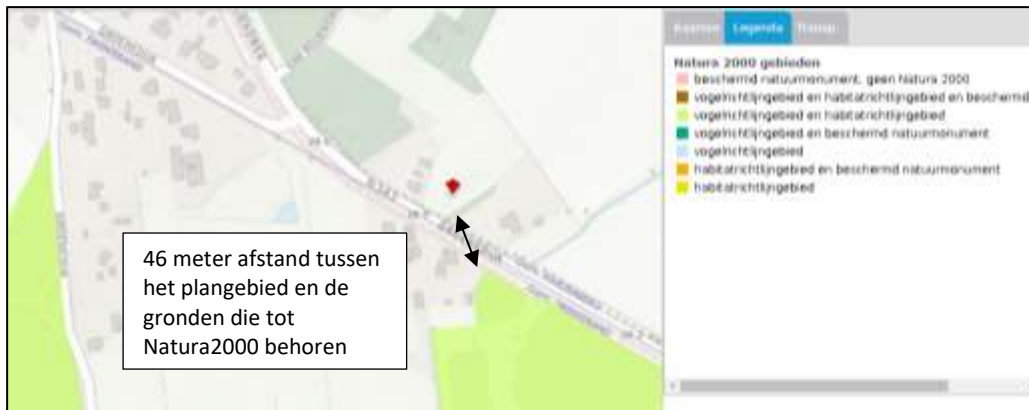 Kaarten Legenda Transp.
Natura 2000 gebieden
beschermd natuurmonument, geen Natura 2000
vogelrichtlijngebied en habitatrichtlijngebied en beschermd
vogelrichtlijngebied en habitatrichtlijngebied
vogelrichtlijngebied en beschermd natuurmonument
vogelrichtlijngebied
habitatrichtlijngebied en beschermd natuurmonument
habitatrichtlijngebied
N 347
46 meter afstand tussen
het plangebied en de
gronden die tot
Natura2000 behoren